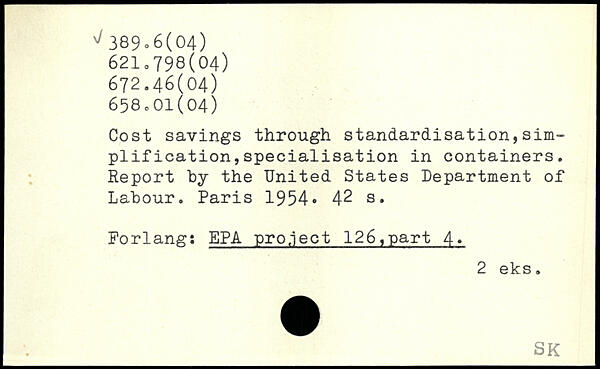 ✓ 389.6(04)
621.798(04)
672.46(04)
658.01(04)
Cost savings through standardisation,sim-
plification,specialisation in containers.
Report by the United States Department of
Labour. Paris 1954. 42 s.
Forlang: EPA project 126,part 4.
2 eks.
SK